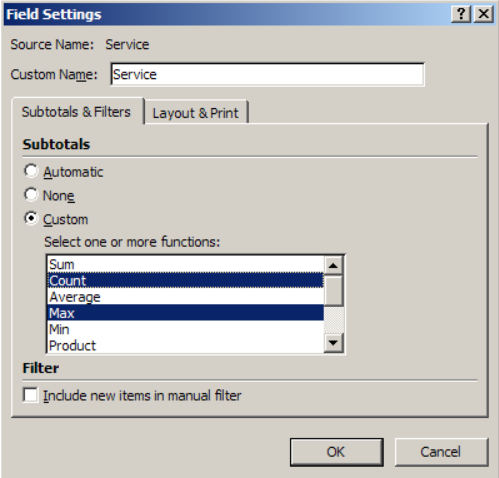 Field Settings
Source Name: Service
Custom Name: Service
Subtotals & Filters Layout & Print
Subtotals
Automatic
None
Custom
Select one or more functions:
Sum
Count
Average
Max
Min
Product
Filter
Include new items in manual filter
OK Cancel